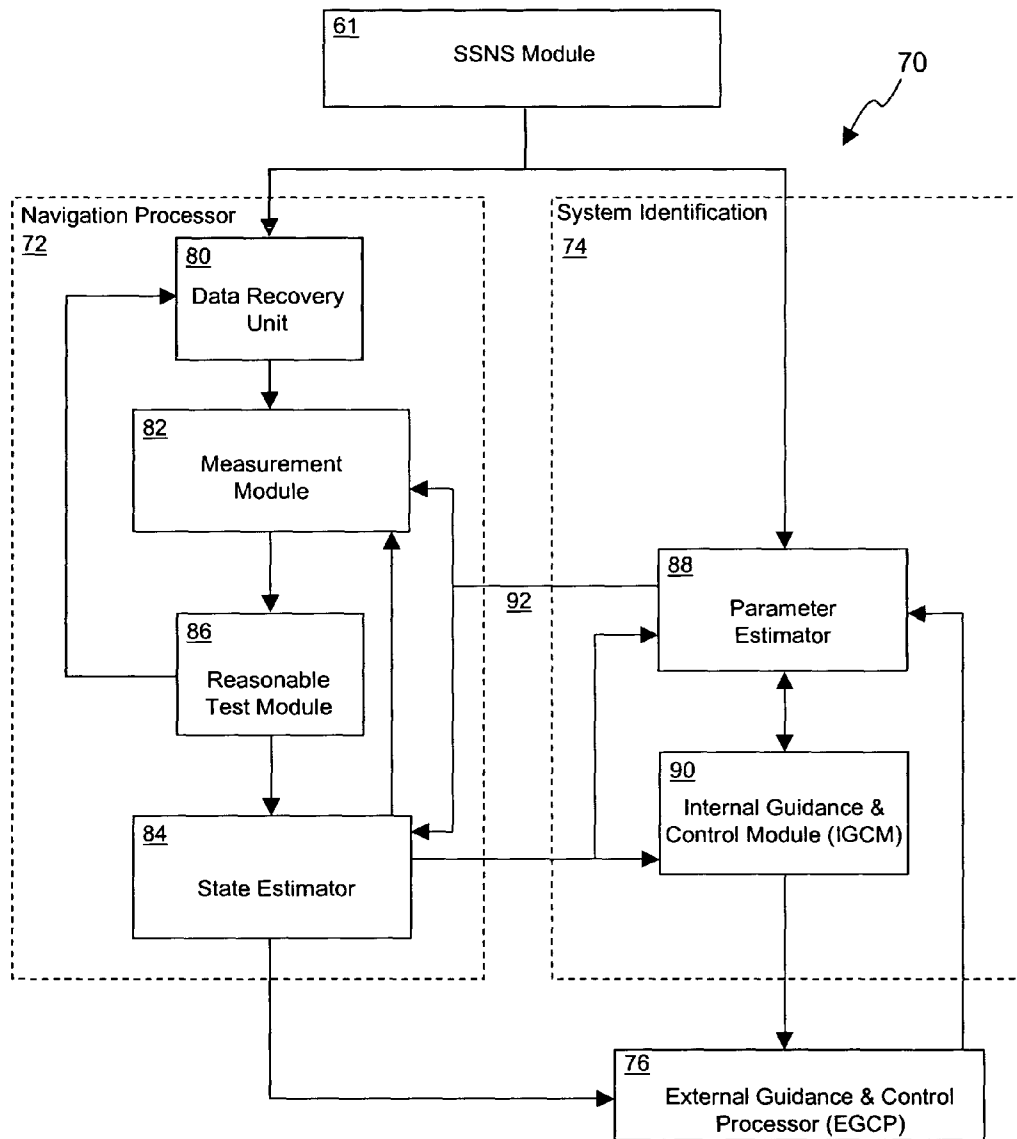 61
SSNS Module
70
Navigation Processor
72
System Identification
74
80
Data Recovery
Unit
82
Measurement
Module
86
Reasonable
Test Module
84
State Estimator
92
88
Parameter
Estimator
90
Internal Guidance &
Control Module (IGCM)
76
External Guidance & Control
Processor (EGCP)